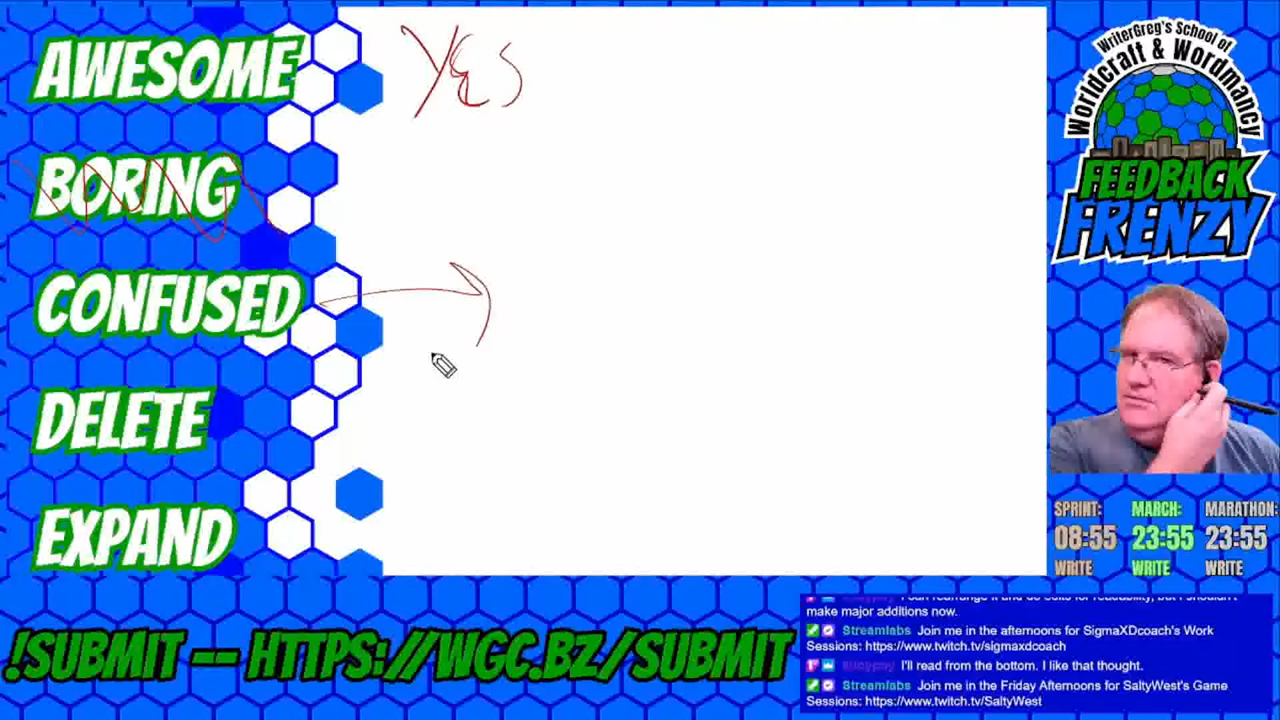 AWESOME
BORING
CONFUSED
DELETE
EXPAND
YES
WriterGreg's School of
Worldcraft & Wordmancy
FEEDBACK
FRENZY
SPRINT: MARCH: MARATHON:
08:55 23:55 23:55
WRITE WRITE WRITE
!SUBMIT -- HTTPS://WGC.BZ/SUBMIT
make major additions now.
Streamlabs Join me in the afternoons for SigmaXDcoach's Work
Sessions: https://www.twitch.tv/sigmaxdcoach
I'll read from the bottom. I like that thought.
Streamlabs Join me in the Friday Afternoons for SaltyWest's Game
Sessions: https://www.twitch.tv/SaltyWest